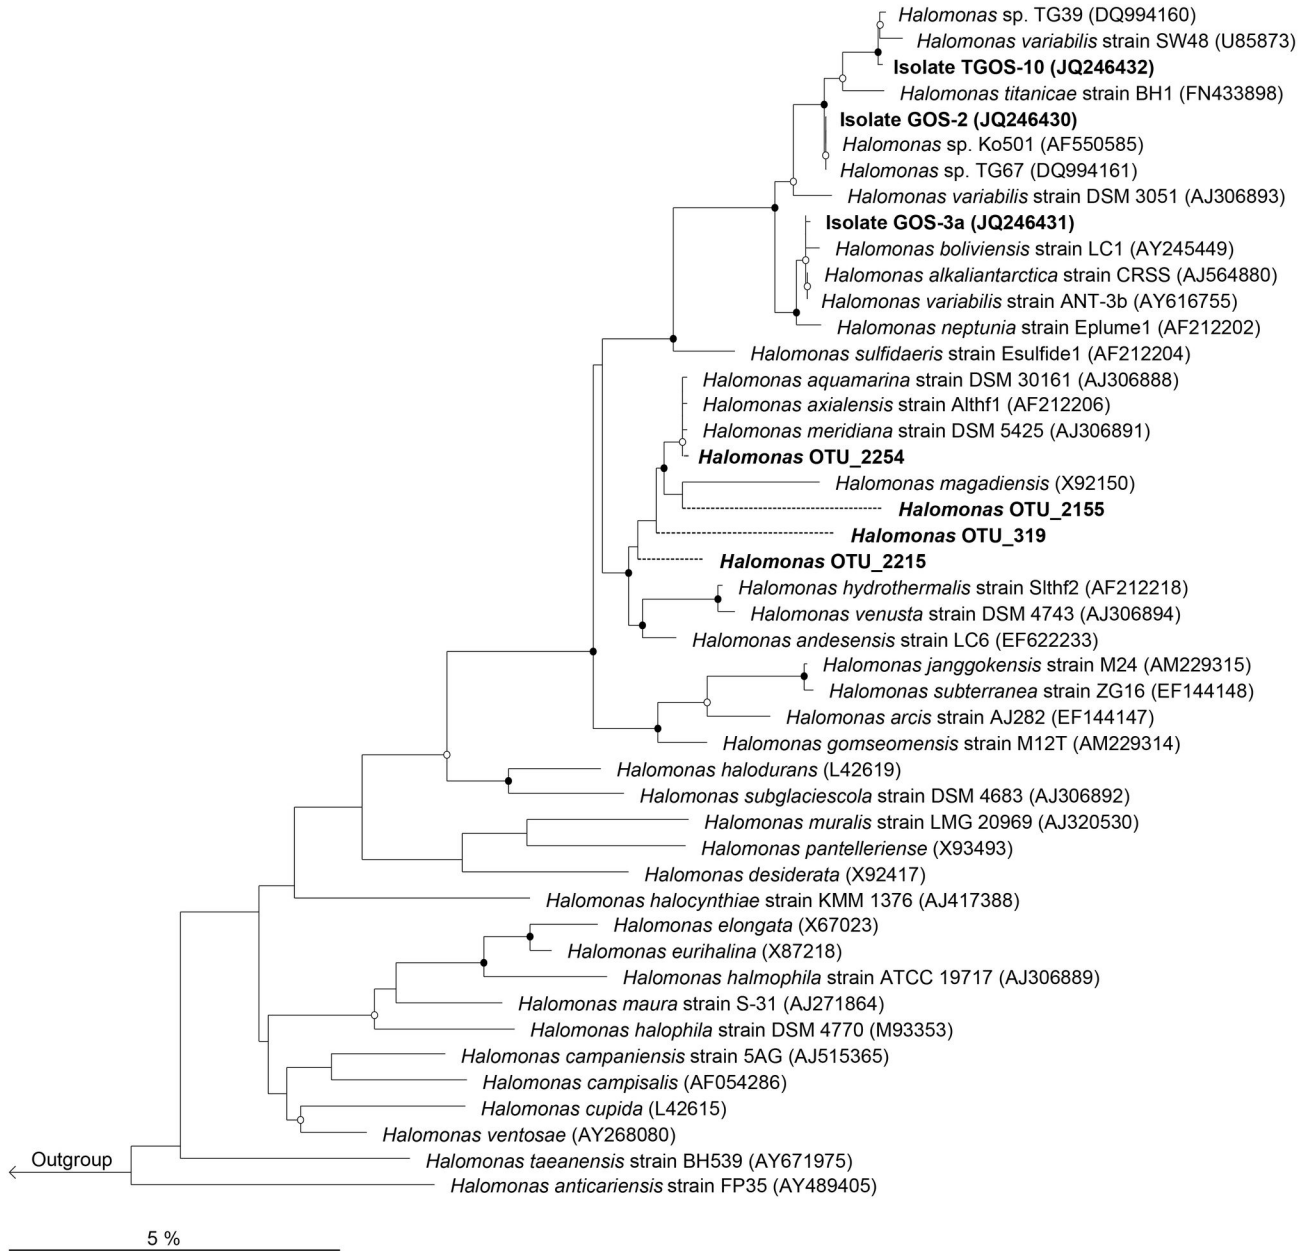 Halomonas sp. TG39 (DQ994160)
Halomonas variabilis strain SW48 (U85873)
Isolate TGOS-10 (JQ246432)
Halomonas titanicae strain BH1 (FN433898)
Isolate GOS-2 (JQ246430)
Halomonas sp. Ko501 (AF550585)
Halomonas sp. TG67 (DQ994161)
Halomonas variabilis strain DSM 3051 (AJ306893)
Isolate GOS-3a (JQ246431)
Halomonas boliviensis strain LC1 (AY245449)
Halomonas alkaliantarctica strain CRSS (AJ564880)
Halomonas variabilis strain ANT-3b (AY616755)
Halomonas neptunia strain Eplume1 (AF212202)
Halomonas sulfidaeris strain Esulfide1 (AF212204)
Halomonas aquamarina strain DSM 30161 (AJ306888)
Halomonas axialensis strain Althf1 (AF212206)
Halomonas meridiana strain DSM 5425 (AJ306891)
Halomonas OTU_2254
Halomonas magadiensis (X92150)
Halomonas OTU_2155
Halomonas OTU_319
Halomonas OTU_2215
Halomonas hydrothermalis strain Slthf2 (AF212218)
Halomonas venusta strain DSM 4743 (AJ306894)
Halomonas andesensis strain LC6 (EF622233)
Halomonas janggokensis strain M24 (AM229315)
Halomonas subterranea strain ZG16 (EF144148)
Halomonas arcis strain AJ282 (EF144147)
Halomonas gomseomensis strain M12T (AM229314)
Halomonas halodurans (L42619)
Halomonas subglaciescola strain DSM 4683 (AJ306892)
Halomonas muralis strain LMG 20969 (AJ320530)
Halomonas pantelleriense (X93493)
Halomonas desiderata (X92417)
Halomonas halocynthiae strain KMM 1376 (AJ417388)
Halomonas elongata (X67023)
Halomonas eurihalina (X87218)
Halomonas halmophila strain ATCC 19717 (AJ306889)
Halomonas maura strain S-31 (AJ271864)
Halomonas halophila strain DSM 4770 (M93353)
Halomonas campaniensis strain 5AG (AJ515365)
Halomonas campisalis (AF054286)
Halomonas cupida (L42615)
Halomonas ventosae (AY268080)
Outgroup
Halomonas taeanensis strain BH539 (AY671975)
Halomonas anticariensis strain FP35 (AY489405)
5 %